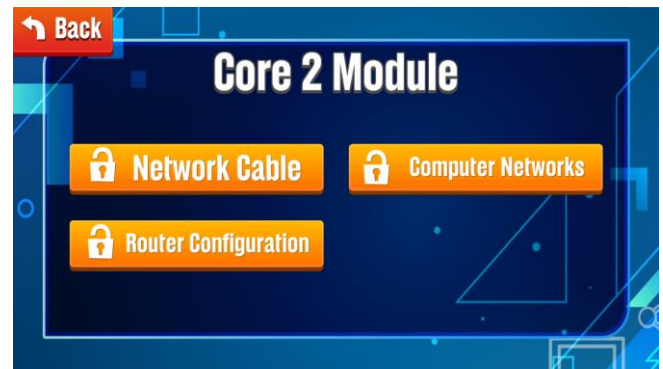 Back
Core 2 Module
Network Cable
Computer Networks
Router Configuration